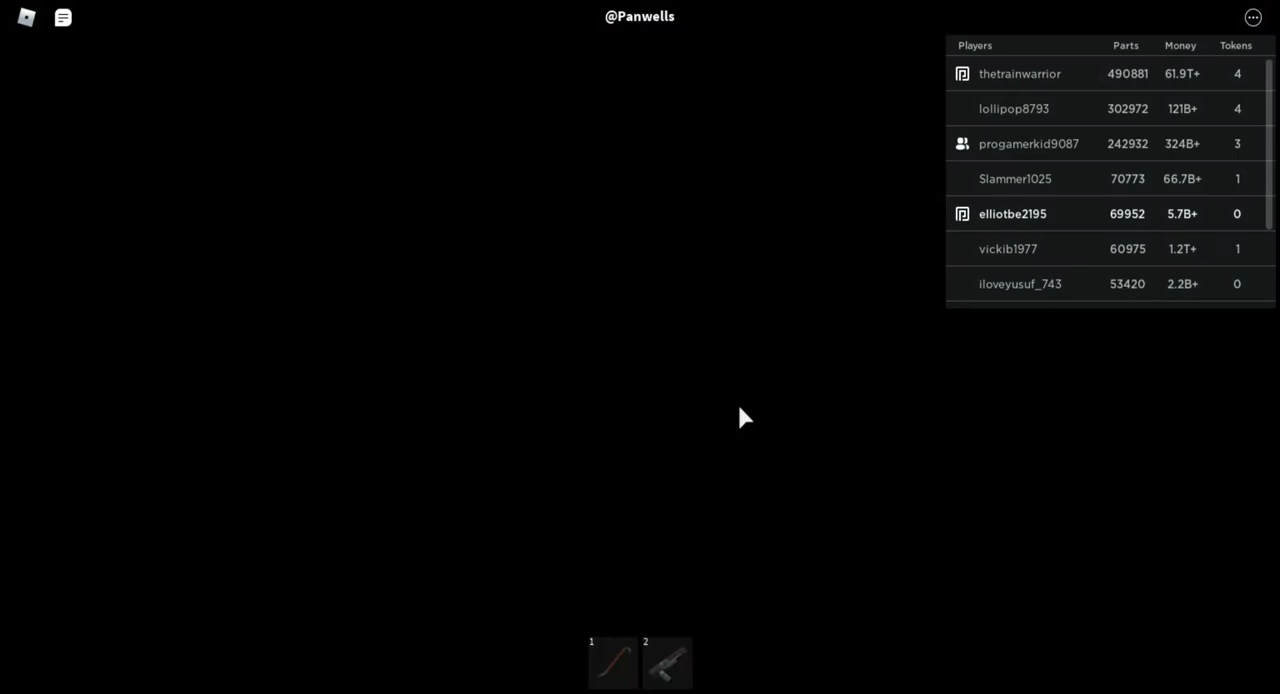 @Panwells
Players Parts Money Tokens
thetrainwarrior 490881 61.9T+ 4
lollipop8793 302972 121B+ 4
progamerkid9087 242932 324B+ 3
Slammer1025 70773 66.7B+ 1
elliotbe2195 69952 5.7B+ 0
vickib1977 60975 1.2T+ 1
iloveyusuf_743 53420 2.2B+ 0
1 2